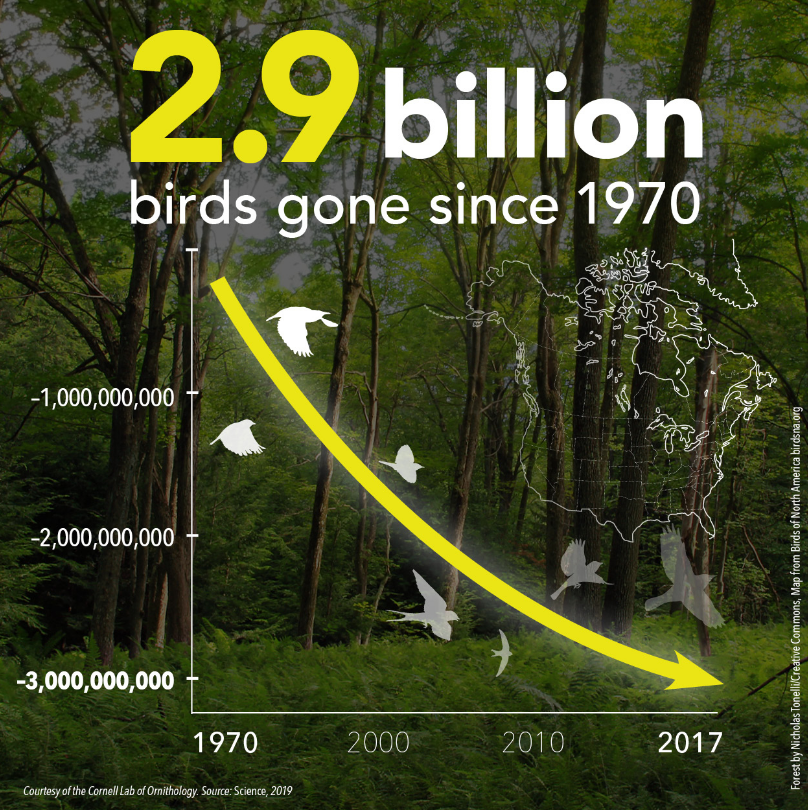 2.9 billion
birds gone since 1970
–1,000,000,000
–2,000,000,000
–3,000,000,000
1970 2000 2010 2017
Courtesy of the Cornell Lab of Ornithology. Source: Science, 2019
Forest by Nicholas Tonelli/Creative Commons, Map from Birds of North America birdsna.org